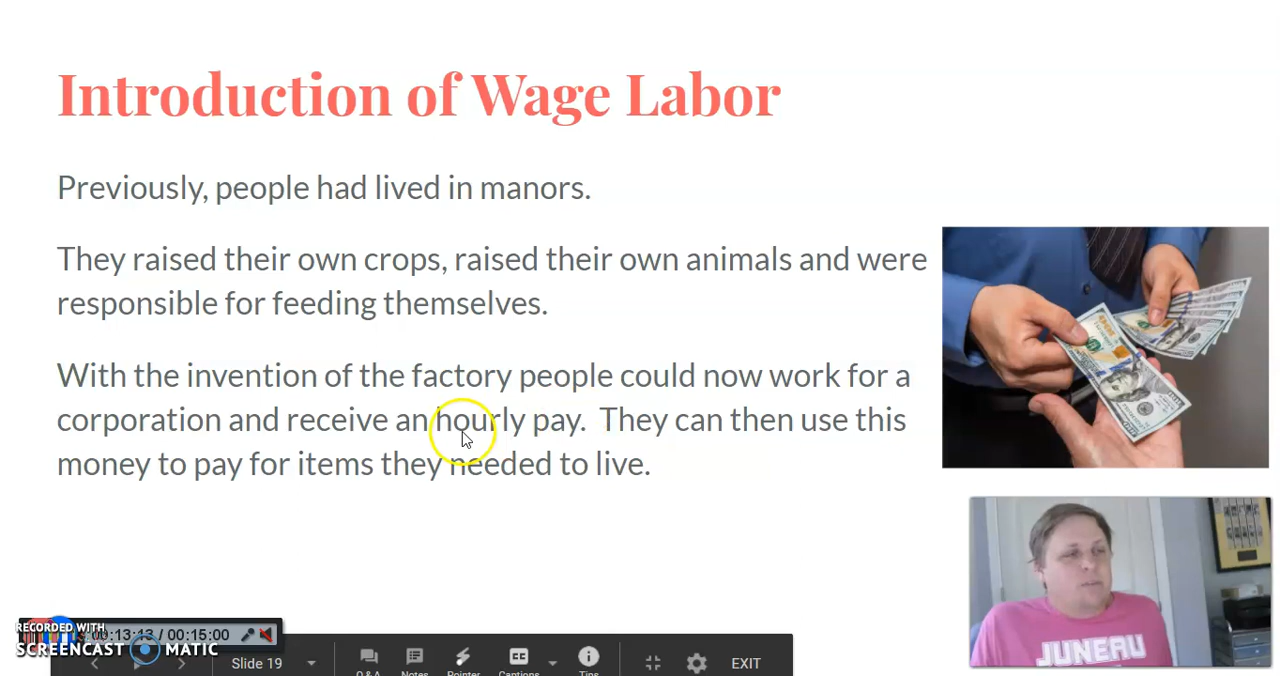 Introduction of Wage Labor
Previously, people had lived in manors.
They raised their own crops, raised their own animals and were
responsible for feeding themselves.
With the invention of the factory people could now work for a
corporation and receive an hourly pay. They can then use this
money to pay for items they needed to live.
JUNEAU
RECORDED WITH
SCREENCAST MATIC
00:13:13 / 00:15:00
Slide 19
Q&A Notes Pointer Captions Tips
EXIT